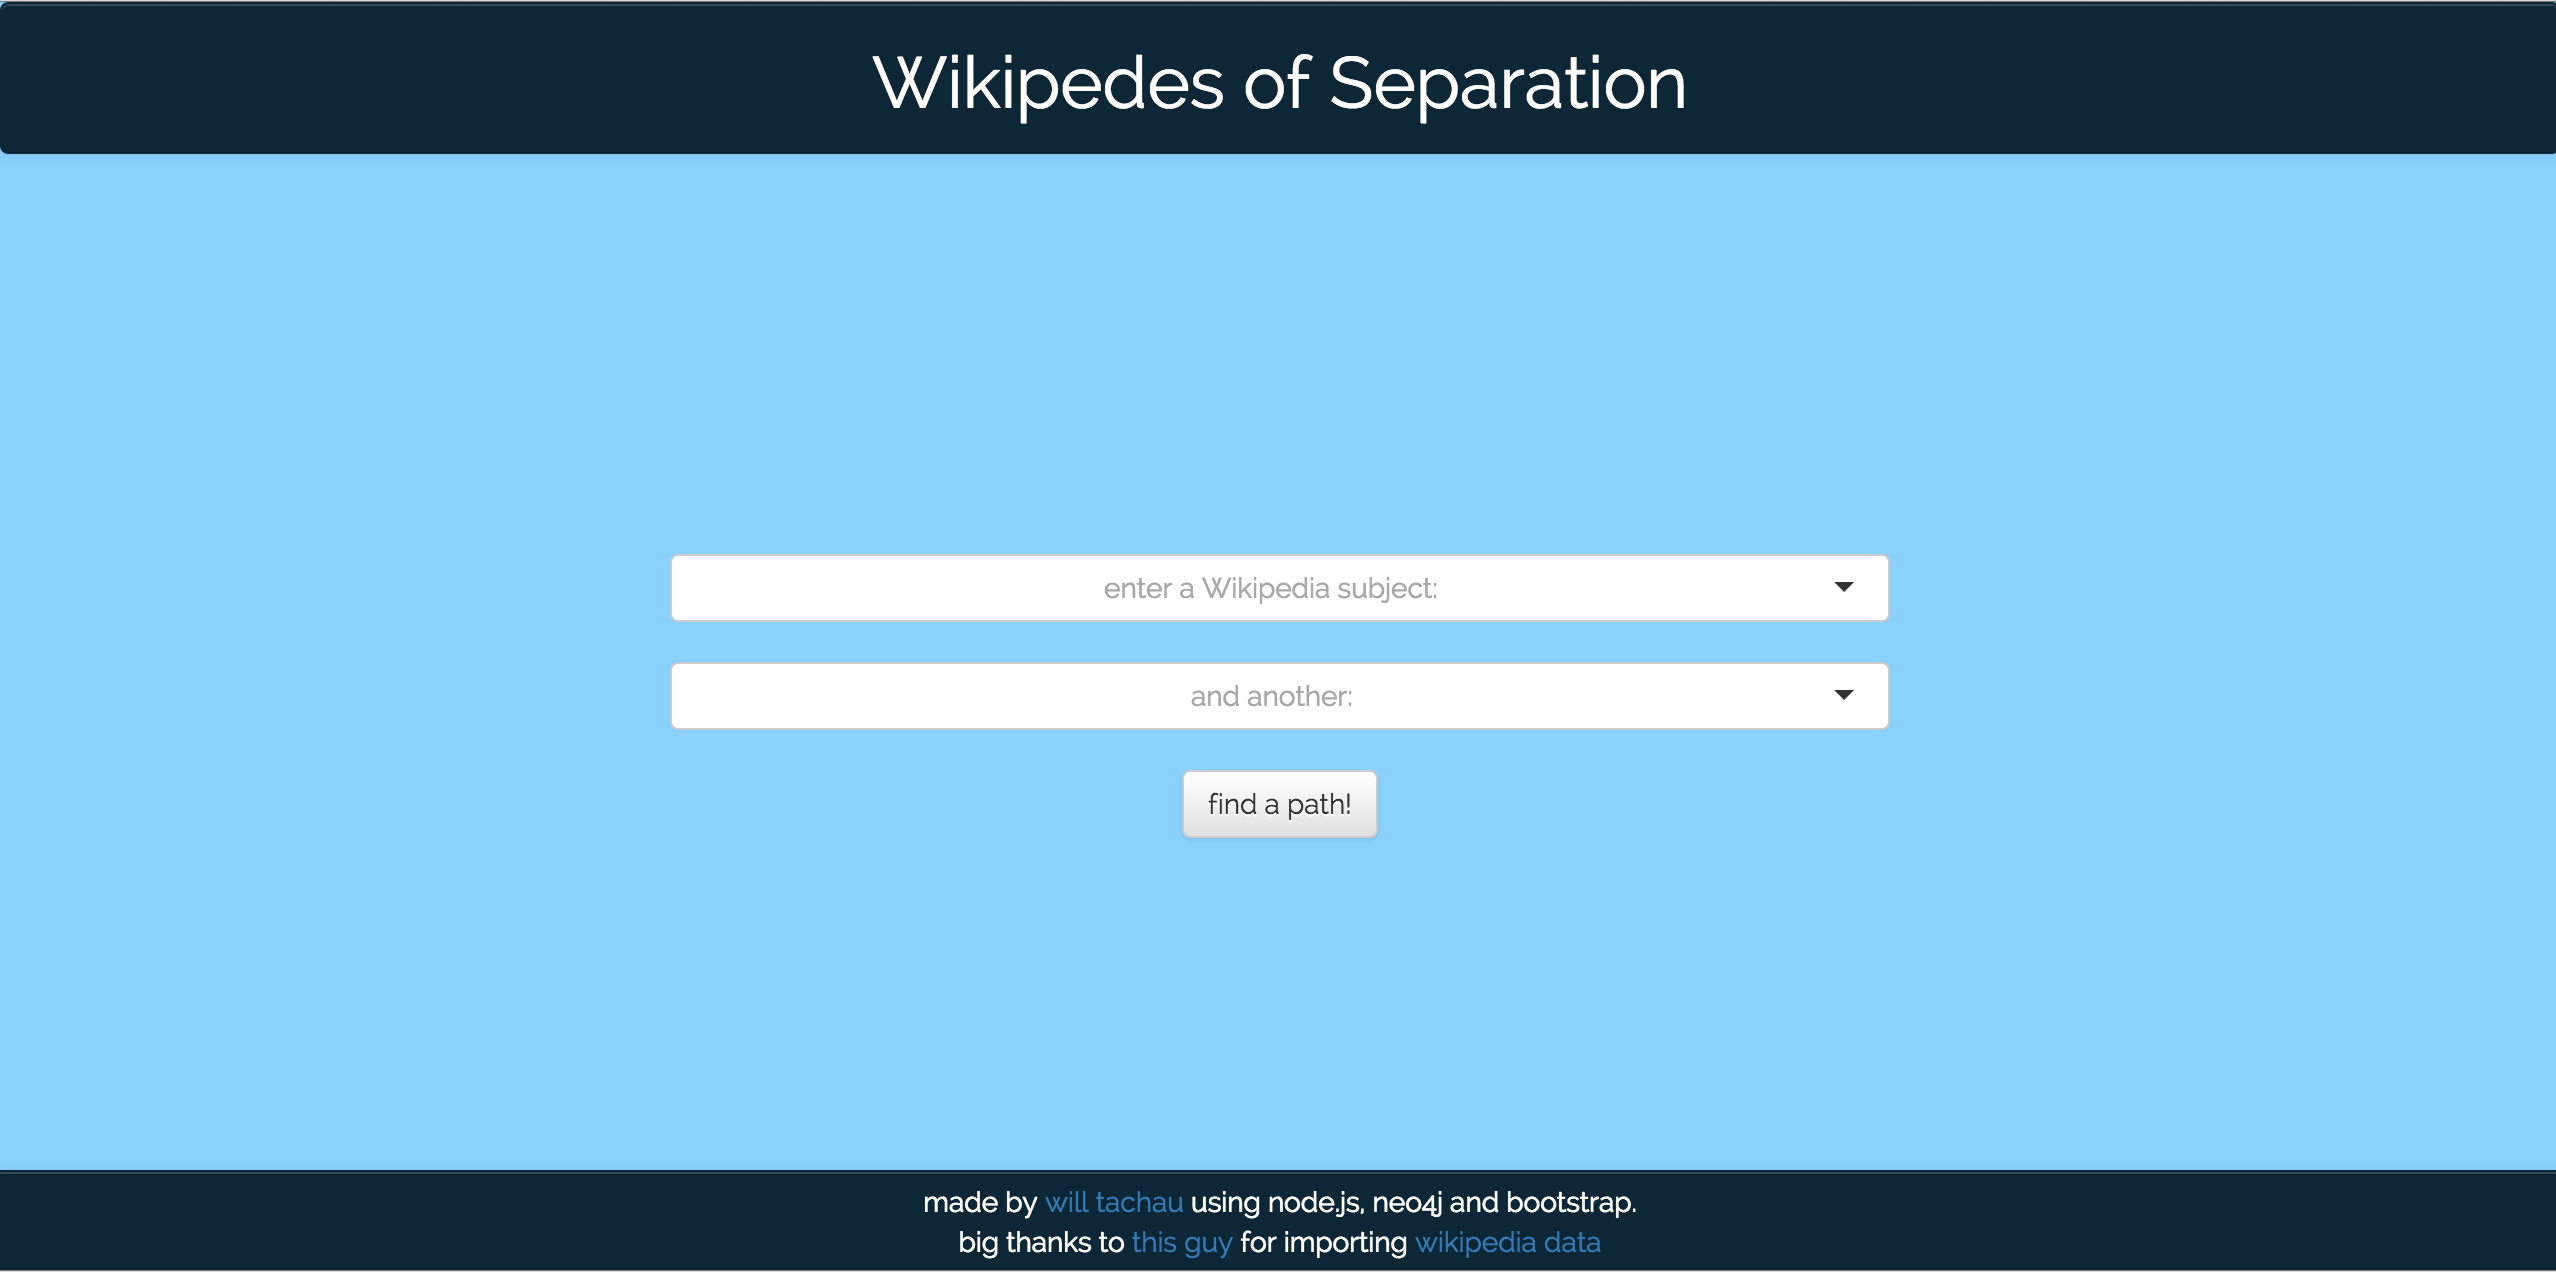 Wikipedes of Separation
enter a Wikipedia subject:
and another:
find a path!
made by will tachau using node.js, neo4j and bootstrap.
big thanks to this guy for importing wikipedia data